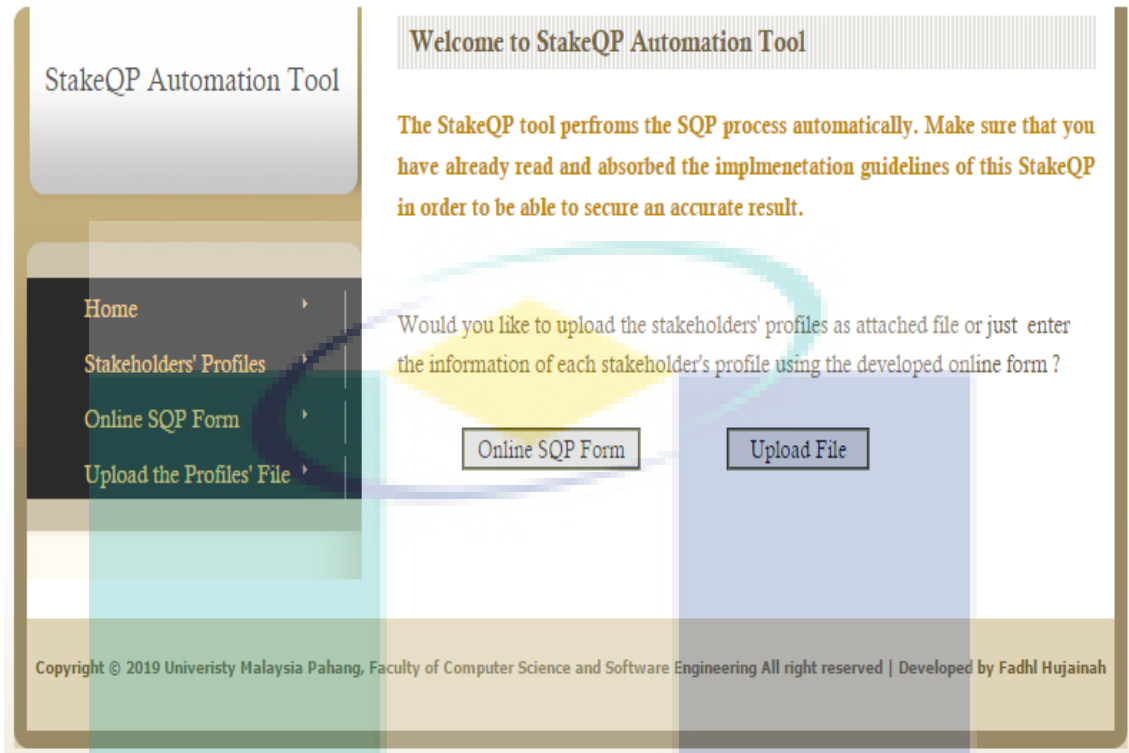 StakeQP Automation Tool
Home
Stakeholders' Profiles
Online SQP Form
Upload the Profiles' File
Welcome to StakeQP Automation Tool
The StakeQP tool perfroms the SQP process automatically. Make sure that you
have already read and absorbed the implmenetation guidelines of this StakeQP
in order to be able to secure an accurate result.
Would you like to upload the stakeholders' profiles as attached file or just enter
the information of each stakeholder's profile using the developed online form ?
Online SQP Form
Upload File
Copyright © 2019 Univeristy Malaysia Pahang, Faculty of Computer Science and Software Engineering All right reserved | Developed by Fadhl Hujainah